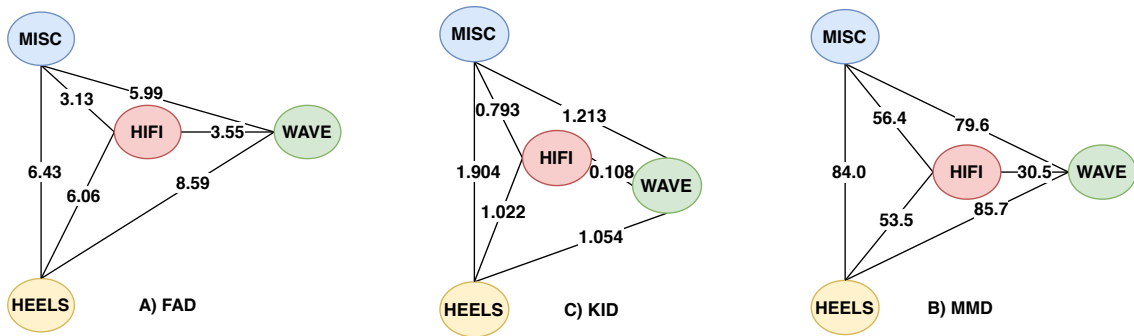 MISC
3.13
5.99
HIFI
3.55
WAVE
6.43
6.06
8.59
HEELS
A) FAD
MISC
0.793
1.213
HIFI
0.108
WAVE
1.904
1.022
1.054
HEELS
C) KID
MISC
56.4
79.6
HIFI
30.5
WAVE
84.0
53.5
85.7
HEELS
B) MMD